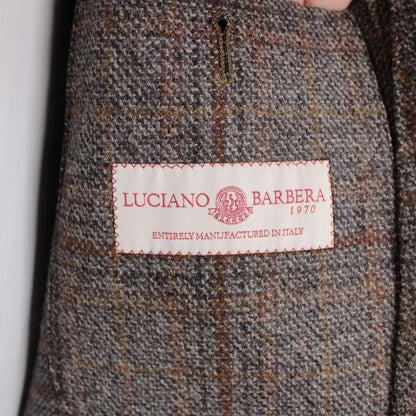 LUCIANO BARBERA
1970
ENTIRELY MANUFACTURED IN ITALY